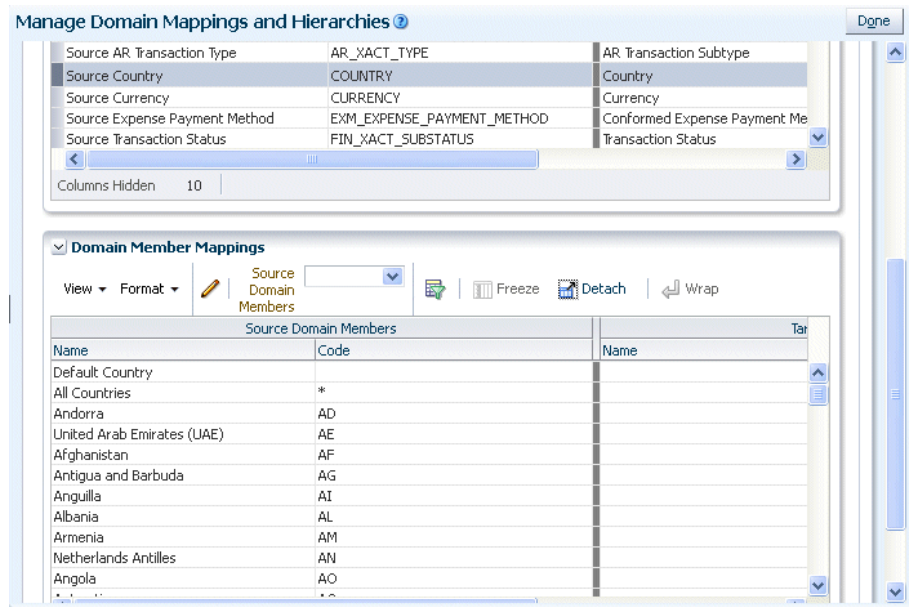 Manage Domain Mappings and Hierarchies
Done
Source AR Transaction Type AR_XACT_TYPE AR Transaction Subtype
Source Country COUNTRY Country
Source Currency CURRENCY Currency
Source Expense Payment Method EXM_EXPENSE_PAYMENT_METHOD Conformed Expense Payment Me
Source Transaction Status FIN_XACT_SUBSTATUS Transaction Status
Columns Hidden 10
Domain Member Mappings
View Format Source Domain Members Freeze Detach Wrap
Source Domain Members Tar
Name Code Name
Default Country
All Countries *
Andorra AD
United Arab Emirates (UAE) AE
Afghanistan AF
Antigua and Barbuda AG
Anguilla AI
Albania AL
Armenia AM
Netherlands Antilles AN
Angola AO